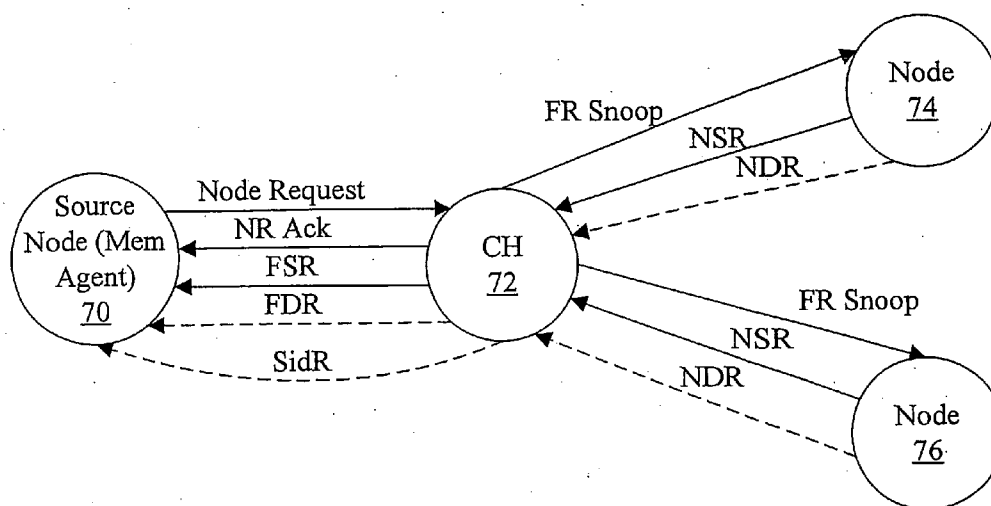 Source
Node (Mem
Agent)
70
Node Request
NR Ack
FSR
FDR
SidR
CH
72
FR Snoop
NSR
NDR
Node
74
FR Snoop
NSR
NDR
Node
76